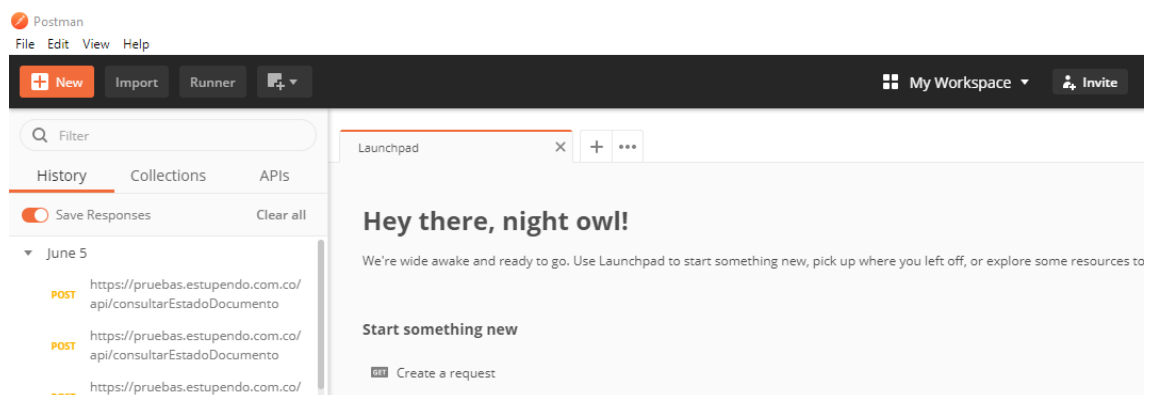 Postman
File Edit View Help
New Import Runner My Workspace Invite
Filter
History Collections APIs
Save Responses Clear all
June 5
POST https://pruebas.estupendo.com.co/
api/consultarEstadoDocumento
POST https://pruebas.estupendo.com.co/
api/consultarEstadoDocumento
https://pruebas.estupendo.com.co/
Launchpad
Hey there, night owl!
We're wide awake and ready to go. Use Launchpad to start something new, pick up where you left off, or explore some resources to
Start something new
GET Create a request